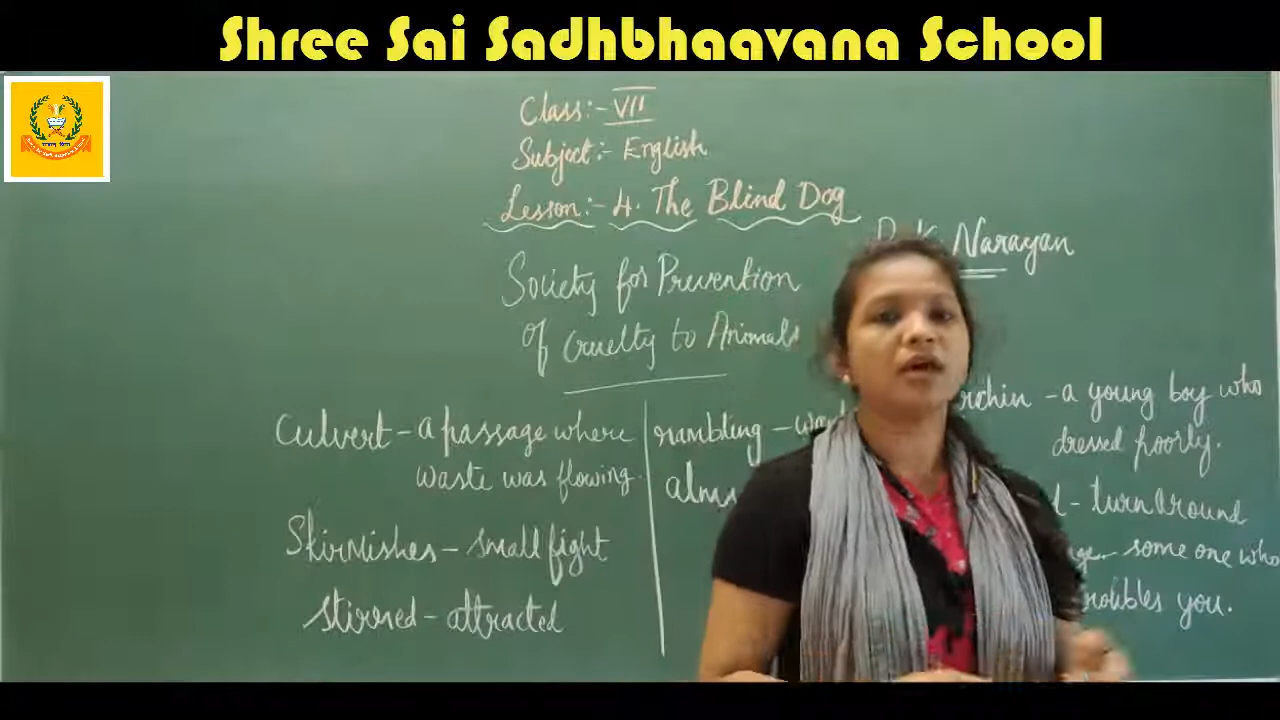 Shree Sai Sadhbhaavana School
Class:- VII
Subject:- English
Lesson:- 4. The Blind Dog
Narayan
Society for Prevention
of Cruelty to Animals
Culvert - a passage where
waste was flowing.
Skirmishes - small fight
stirred - attracted
rambling -
alms
- a young boy who
dressed poorly.
- turn around
- some one who
you.